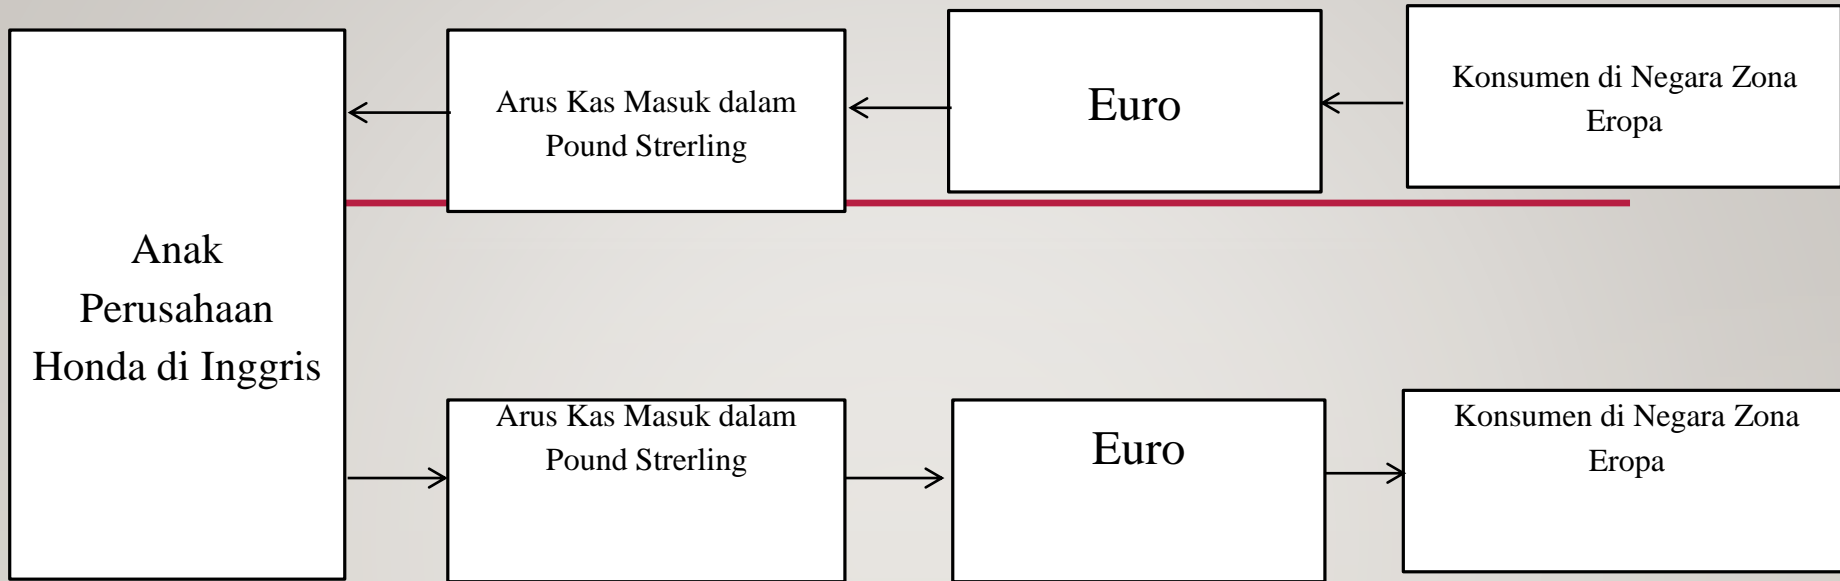 Anak
Perusahaan
Honda di Inggris
Arus Kas Masuk dalam
Pound Strerling
Euro
Konsumen di Negara Zona
Eropa
Arus Kas Masuk dalam
Pound Strerling
Euro
Konsumen di Negara Zona
Eropa